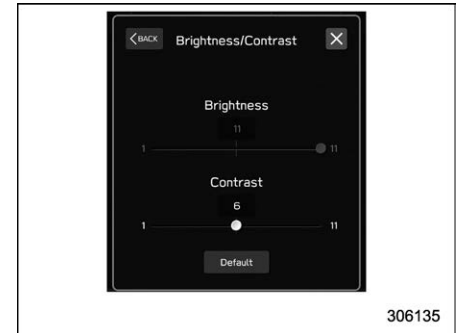 BACK Brightness/Contrast X
Brightness
11
1 11
Contrast
6
1 11
Default
306135